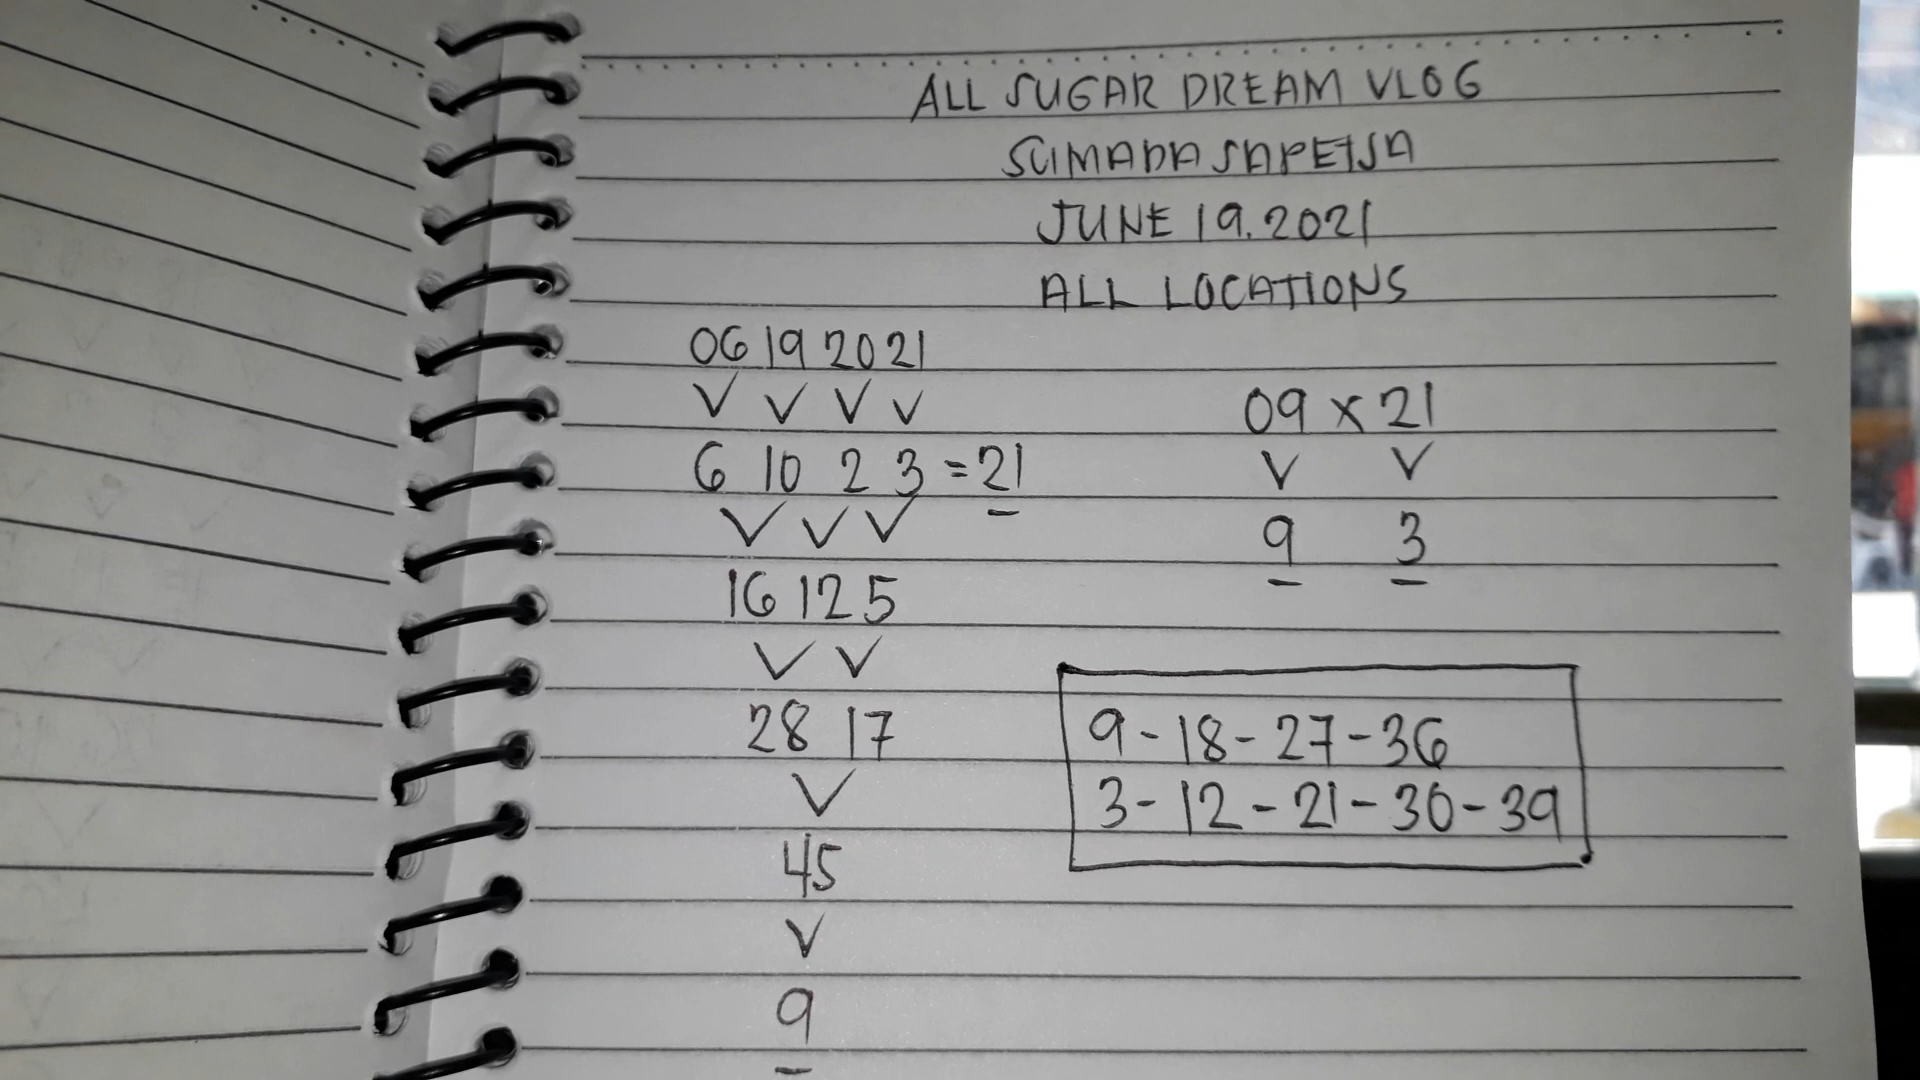 ALL SUGAR DREAM VLOG
SUMADA SAPETSA
JUNE 19.2021
ALL LOCATIONS
06 19 20 21
6 10 2 3 = 21
16 12 5
28 17
45
9
09 x 21
9 3
9-18-27-36
3-12-21-30-39